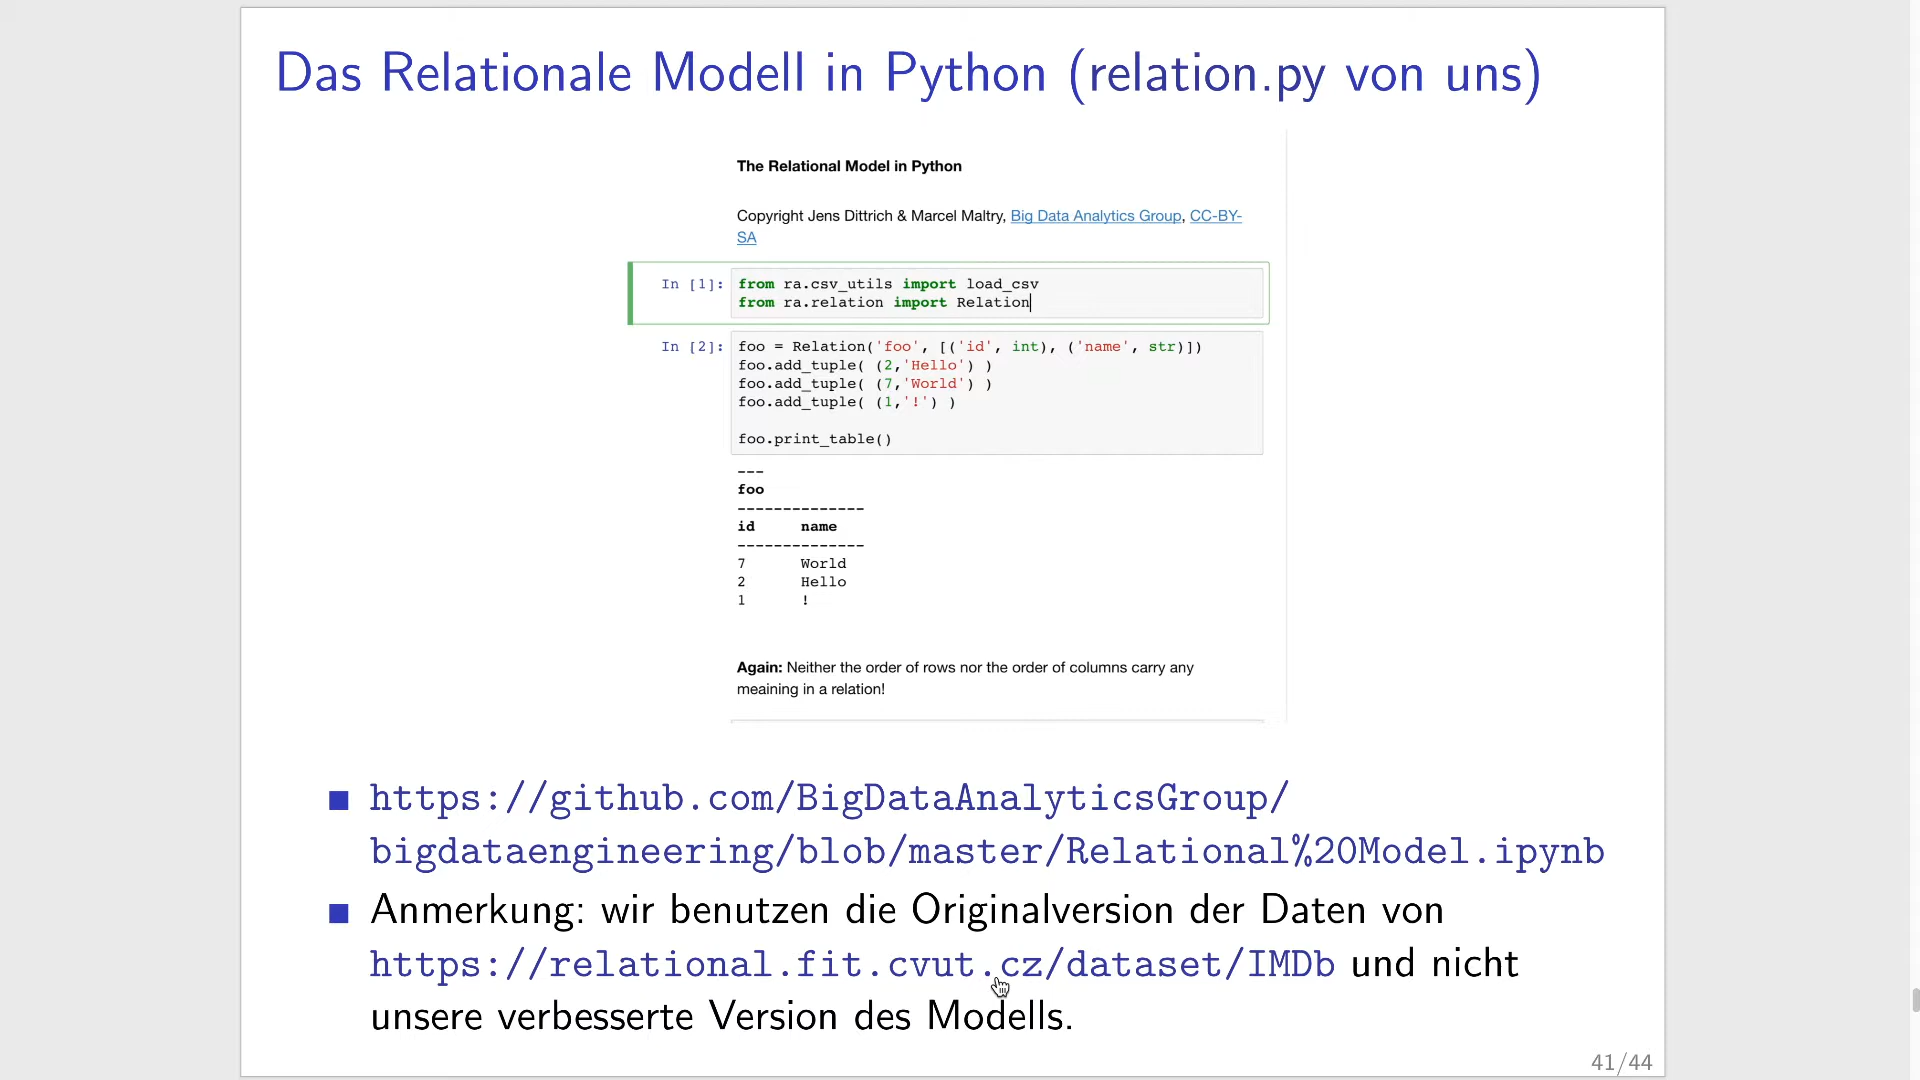 Das Relationale Modell in Python (relation.py von uns)
The Relational Model in Python
Copyright Jens Dittrich & Marcel Maltry, Big Data Analytics Group, CC-BY-
SA
In [1]: from ra.csv_utils import load_csv
from ra.relation import Relation
In [2]: foo = Relation('foo', [('id', int), ('name', str)])
foo.add_tuple( (2,'Hello') )
foo.add_tuple( (7,'World') )
foo.add_tuple( (1,'!') )
foo.print_table()
---
foo
--------------
id name
--------------
7 World
2 Hello
1 !
Again: Neither the order of rows nor the order of columns carry any
meaining in a relation!
https://github.com/BigDataAnalyticsGroup/
bigdataengineering/blob/master/Relational%20Model.ipynb
Anmerkung: wir benutzen die Originalversion der Daten von
https://relational.fit.cvut.cz/dataset/IMDb und nicht
unsere verbesserte Version des Modells.
41/44